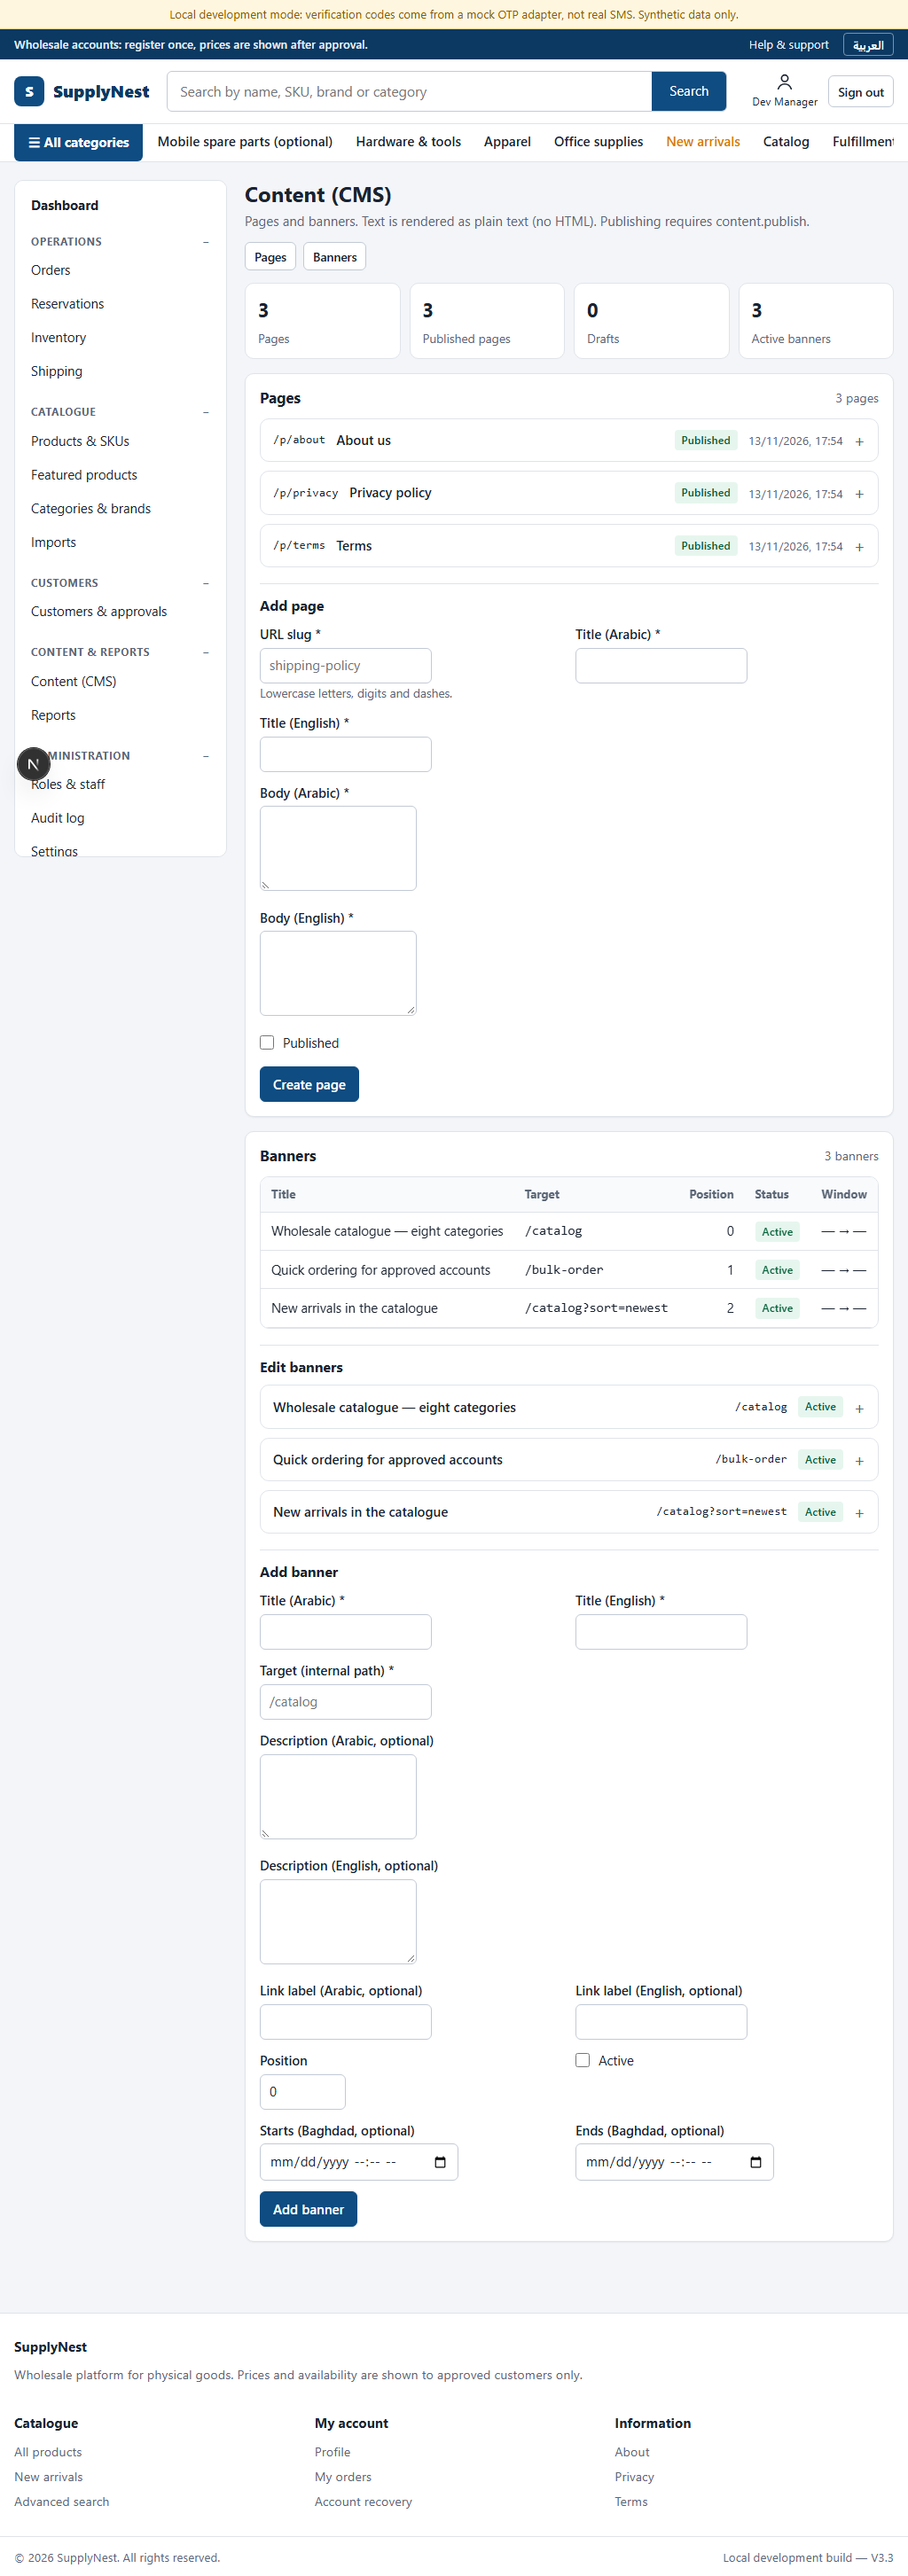 Local development mode: verification codes come from a mock OTP adapter, not real SMS. Synthetic data only.
Wholesale accounts: register once, prices are shown after approval.
Help & support
العربية
S
SupplyNest
Search by name, SKU, brand or category
Search
Dev Manager
Sign out
☰ All categories
Mobile spare parts (optional)
Hardware & tools
Apparel
Office supplies
New arrivals
Catalog
Fulfillment
Dashboard
OPERATIONS –
Orders
Reservations
Inventory
Shipping
CATALOGUE –
Products & SKUs
Featured products
Categories & brands
Imports
CUSTOMERS –
Customers & approvals
CONTENT & REPORTS –
Content (CMS)
Reports
N
MINISTRATION –
Roles & staff
Audit log
Settings
Content (CMS)
Pages and banners. Text is rendered as plain text (no HTML). Publishing requires content.publish.
Pages
Banners
3
Pages
3
Published pages
0
Drafts
3
Active banners
Pages
3 pages
/p/about About us Published 13/11/2026, 17:54 +
/p/privacy Privacy policy Published 13/11/2026, 17:54 +
/p/terms Terms Published 13/11/2026, 17:54 +
Add page
URL slug *
shipping-policy
Lowercase letters, digits and dashes.
Title (Arabic) *
Title (English) *
Body (Arabic) *
Body (English) *
Published
Create page
Banners
3 banners
Title Target Position Status Window
Wholesale catalogue — eight categories /catalog 0 Active — → —
Quick ordering for approved accounts /bulk-order 1 Active — → —
New arrivals in the catalogue /catalog?sort=newest 2 Active — → —
Edit banners
Wholesale catalogue — eight categories /catalog Active +
Quick ordering for approved accounts /bulk-order Active +
New arrivals in the catalogue /catalog?sort=newest Active +
Add banner
Title (Arabic) *
Title (English) *
Target (internal path) *
/catalog
Description (Arabic, optional)
Description (English, optional)
Link label (Arabic, optional)
Link label (English, optional)
Position
0
Active
Starts (Baghdad, optional)
mm/dd/yyyy --:-- --
Ends (Baghdad, optional)
mm/dd/yyyy --:-- --
Add banner
SupplyNest
Wholesale platform for physical goods. Prices and availability are shown to approved customers only.
Catalogue
All products
New arrivals
Advanced search
My account
Profile
My orders
Account recovery
Information
About
Privacy
Terms
© 2026 SupplyNest. All rights reserved.
Local development build — V3.3